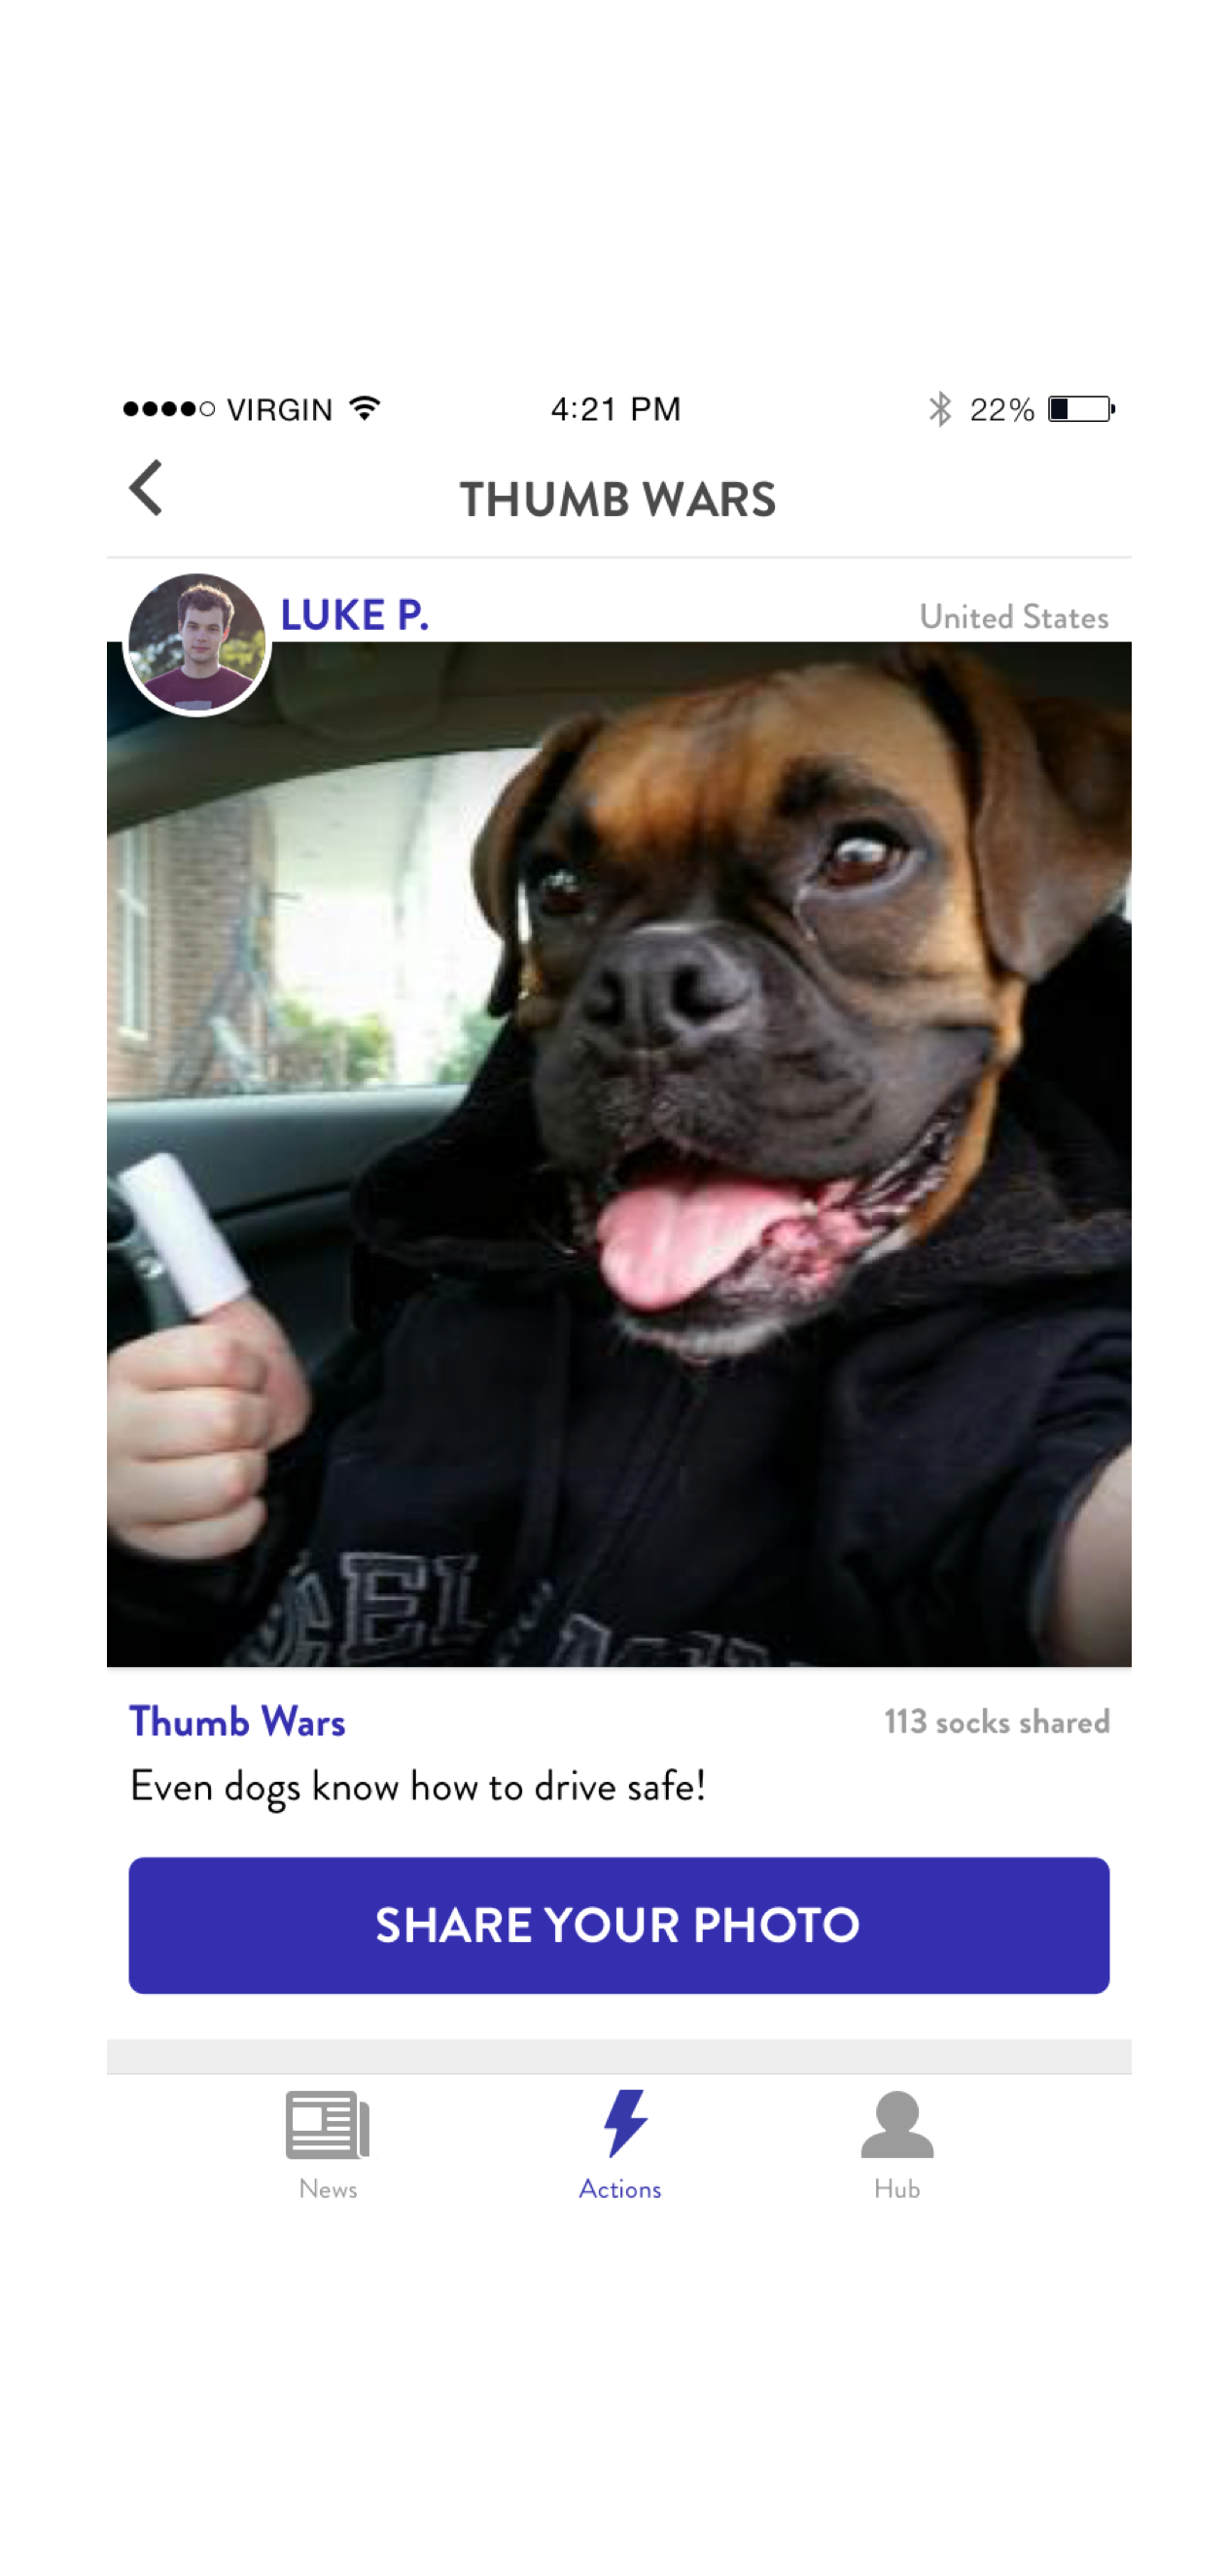 VIRGIN 4:21 PM 22%
THUMB WARS
LUKE P. United States
Thumb Wars 113 socks shared
Even dogs know how to drive safe!
SHARE YOUR PHOTO
News Actions Hub